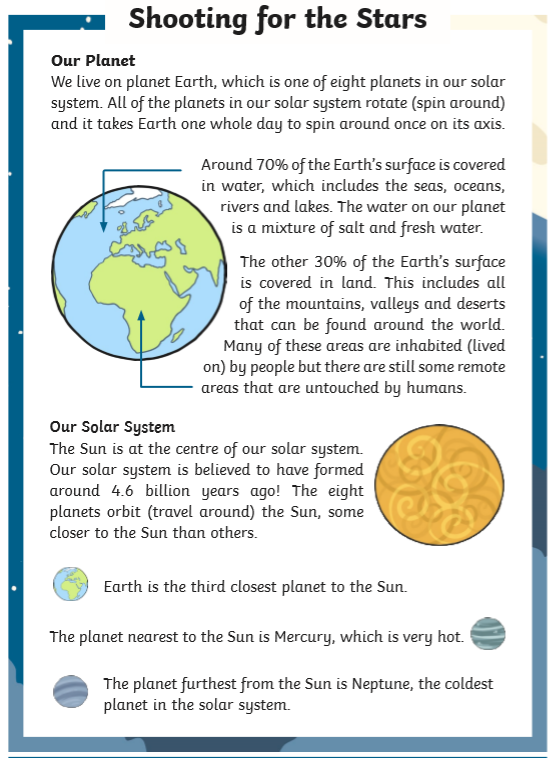 Shooting for the Stars
Our Planet
We live on planet Earth, which is one of eight planets in our solar
system. All of the planets in our solar system rotate (spin around)
and it takes Earth one whole day to spin around once on its axis.
Around 70% of the Earth's surface is covered
in water, which includes the seas, oceans,
rivers and lakes. The water on our planet
is a mixture of salt and fresh water.
The other 30% of the Earth's surface
is covered in land. This includes all
of the mountains, valleys and deserts
that can be found around the world.
Many of these areas are inhabited (lived
on) by people but there are still some remote
areas that are untouched by humans.
Our Solar System
The Sun is at the centre of our solar system.
Our solar system is believed to have formed
around 4.6 billion years ago! The eight
planets orbit (travel around) the Sun, some
closer to the Sun than others.
Earth is the third closest planet to the Sun.
The planet nearest to the Sun is Mercury, which is very hot.
The planet furthest from the Sun is Neptune, the coldest
planet in the solar system.